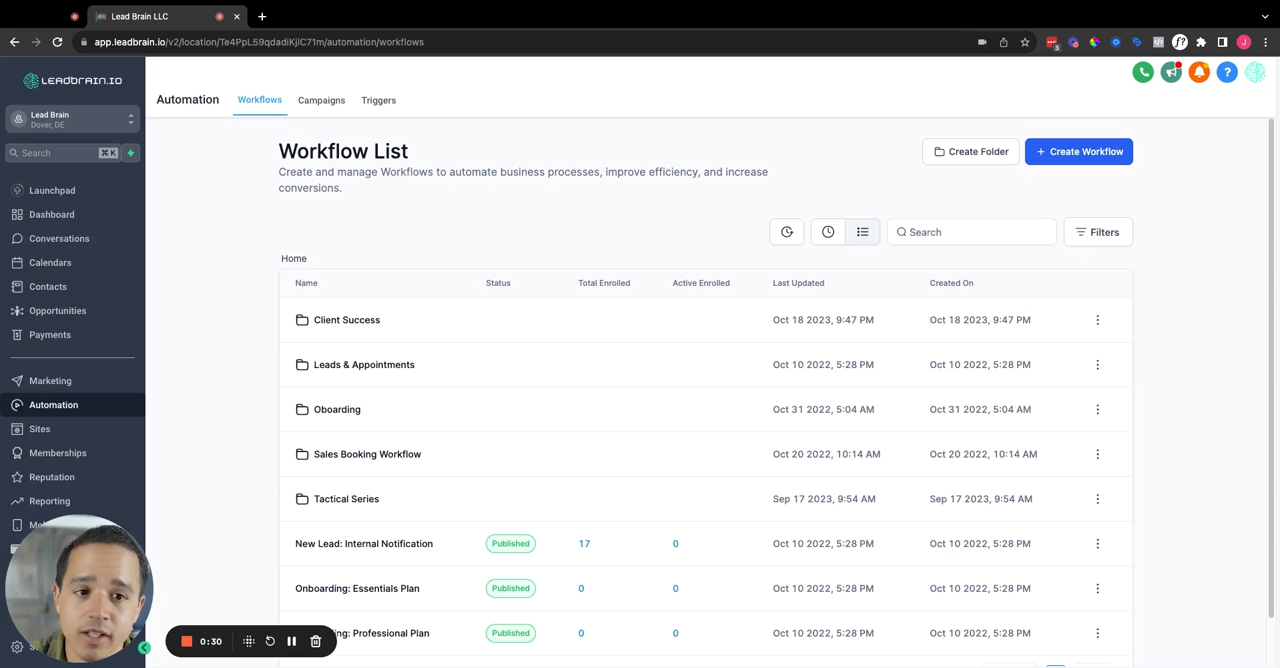 Lead Brain LLC
app.leadbrain.io/v2/location/Te4PpL59qdadiKjlC71m/automation/workflows
3
f?
J
LEADBRAIN.IO
Lead Brain
Dover, DE
Search
⌘ K
Launchpad
Dashboard
Conversations
Calendars
Contacts
Opportunities
Payments
Marketing
Automation
Sites
Memberships
Reputation
Reporting
Automation
Workflows
Campaigns
Triggers
?
Workflow List
Create and manage Workflows to automate business processes, improve efficiency, and increase
conversions.
Create Folder
+ Create Workflow
Search
Filters
Home
Name Status Total Enrolled Active Enrolled Last Updated Created On
Client Success Oct 18 2023, 9:47 PM Oct 18 2023, 9:47 PM
Leads & Appointments Oct 10 2022, 5:28 PM Oct 10 2022, 5:28 PM
Oboarding Oct 31 2022, 5:04 AM Oct 31 2022, 5:04 AM
Sales Booking Workflow Oct 20 2022, 10:14 AM Oct 20 2022, 10:14 AM
Tactical Series Sep 17 2023, 9:54 AM Sep 17 2023, 9:54 AM
New Lead: Internal Notification Published 17 0 Oct 10 2022, 5:28 PM Oct 10 2022, 5:28 PM
Onboarding: Essentials Plan Published 0 0 Oct 10 2022, 5:28 PM Oct 10 2022, 5:28 PM
ng: Professional Plan Published 0 0 Oct 10 2022, 5:28 PM Oct 10 2022, 5:28 PM
0:30